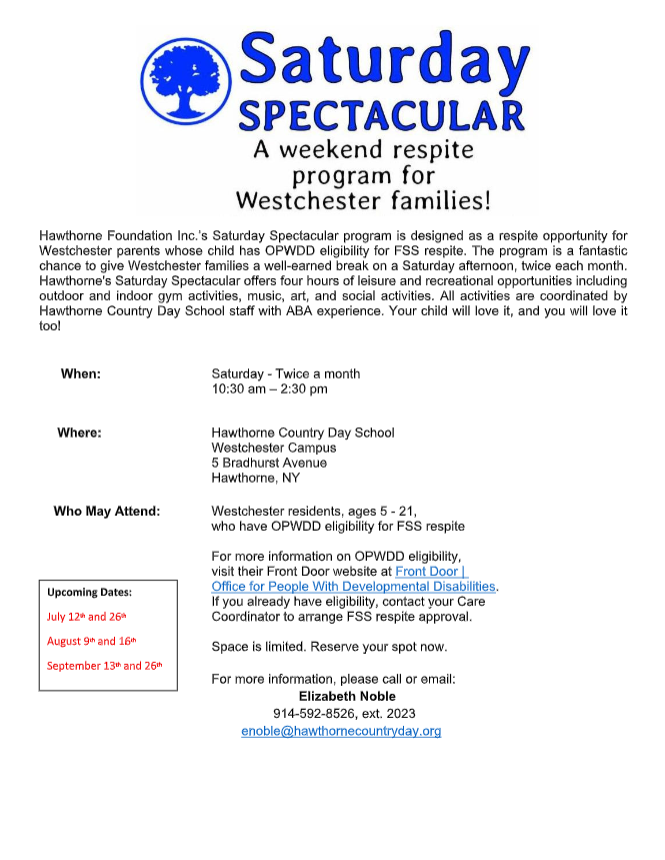 Saturday
SPECTACULAR
A weekend respite
program for
Westchester families!
Hawthorne Foundation Inc.'s Saturday Spectacular program is designed as a respite opportunity for
Westchester parents whose child has OPWDD eligibility for FSS respite. The program is a fantastic
chance to give Westchester families a well-earned break on a Saturday afternoon, twice each month.
Hawthorne's Saturday Spectacular offers four hours of leisure and recreational opportunities including
outdoor and indoor gym activities, music, art, and social activities. All activities are coordinated by
Hawthorne Country Day School staff with ABA experience. Your child will love it, and you will love it
too!
When: Saturday - Twice a month
10:30 am – 2:30 pm
Where: Hawthorne Country Day School
Westchester Campus
5 Bradhurst Avenue
Hawthorne, NY
Who May Attend: Westchester residents, ages 5 - 21,
who have OPWDD eligibility for FSS respite
For more information on OPWDD eligibility,
visit their Front Door website at Front Door |
Office for People With Developmental Disabilities.
If you already have eligibility, contact your Care
Coordinator to arrange FSS respite approval.
Space is limited. Reserve your spot now.
For more information, please call or email:
Elizabeth Noble
914-592-8526, ext. 2023
enoble@hawthornecountryday.org
Upcoming Dates:
July 12th and 26th
August 9th and 16th
September 13th and 26th